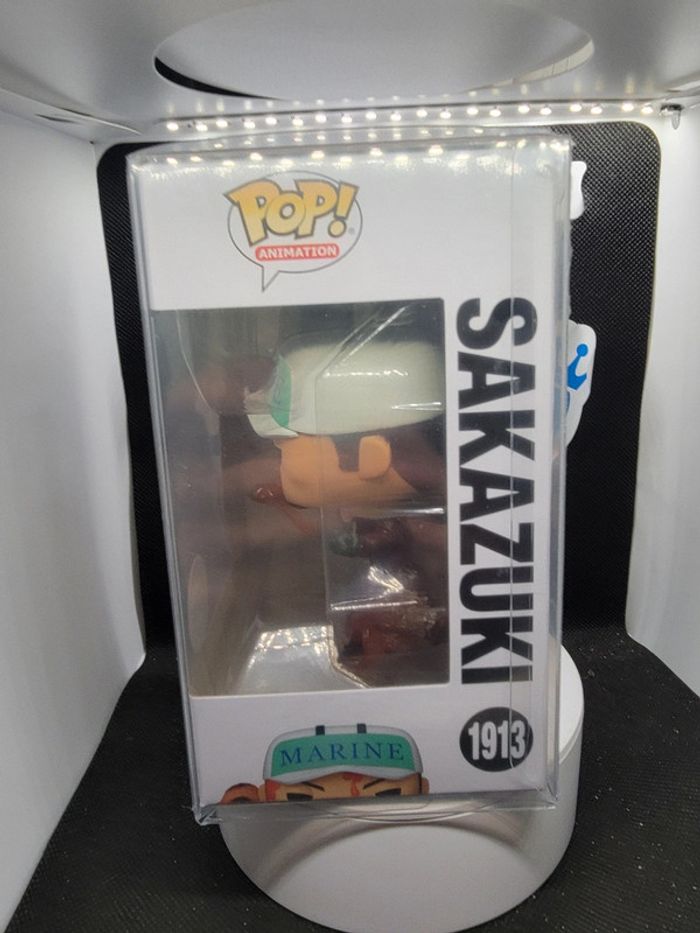 POP!
ANIMATION
SAKAZUKI
1913
MARINE